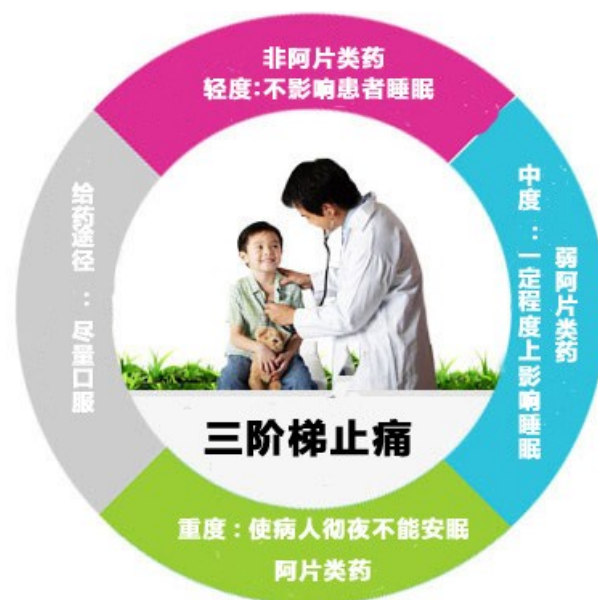 非阿片类药
轻度:不影响患者睡眠
弱阿片类药
中度：一定程度上影响睡眠
重度：使病人彻夜不能安眠
阿片类药
给药途径：尽量口服
三阶梯止痛